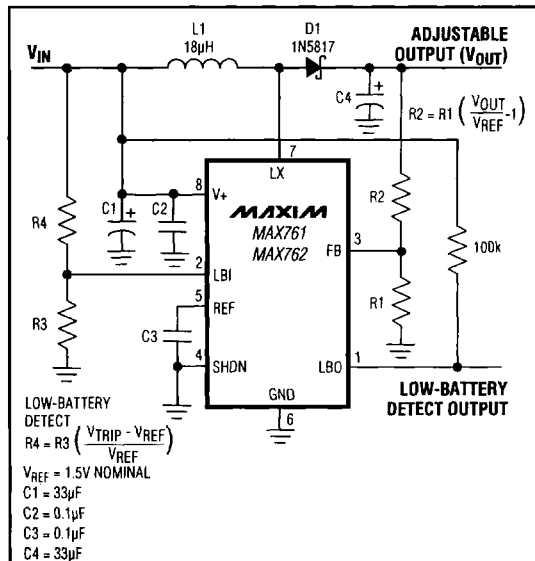 L1
18µH
D1
1N5817
VIN
ADJUSTABLE
OUTPUT (VOUT)
C4
+
R2 = R1 (VOUT/VREF -1)
7
LX
C1
+
C2
8
V+
MAXIM
MAX761
MAX762
R4
R2
3
FB
100k
2
LBI
5
REF
R3
R1
C3
4
SHDN
1
LBO
GND
6
LOW-BATTERY
DETECT OUTPUT
LOW-BATTERY
DETECT
R4 = R3 (VTRIP - VREF/VREF)
VREF = 1.5V NOMINAL
C1 = 33µF
C2 = 0.1µF
C3 = 0.1µF
C4 = 33µF